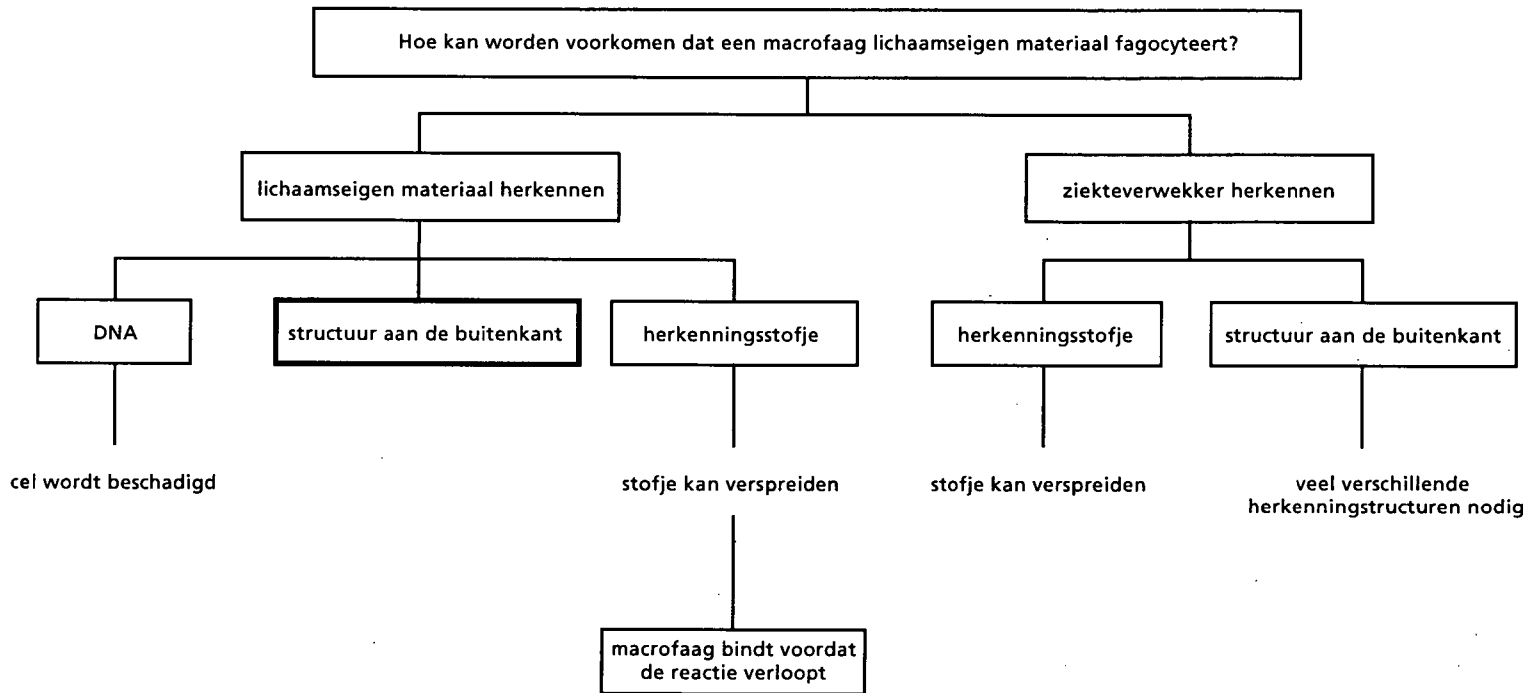 Hoe kan worden voorkomen dat een macrofaag lichaamseigen materiaal fagocyteert?
lichaamseigen materiaal herkennen
ziekteverwekker herkennen
DNA
structuur aan de buitenkant
herkenningsstofje
herkenningsstofje
structuur aan de buitenkant
cel wordt beschadigd
stofje kan verspreiden
stofje kan verspreiden
veel verschillende
herkenningstructuren nodig
macrofaag bindt voordat
de reactie verloopt